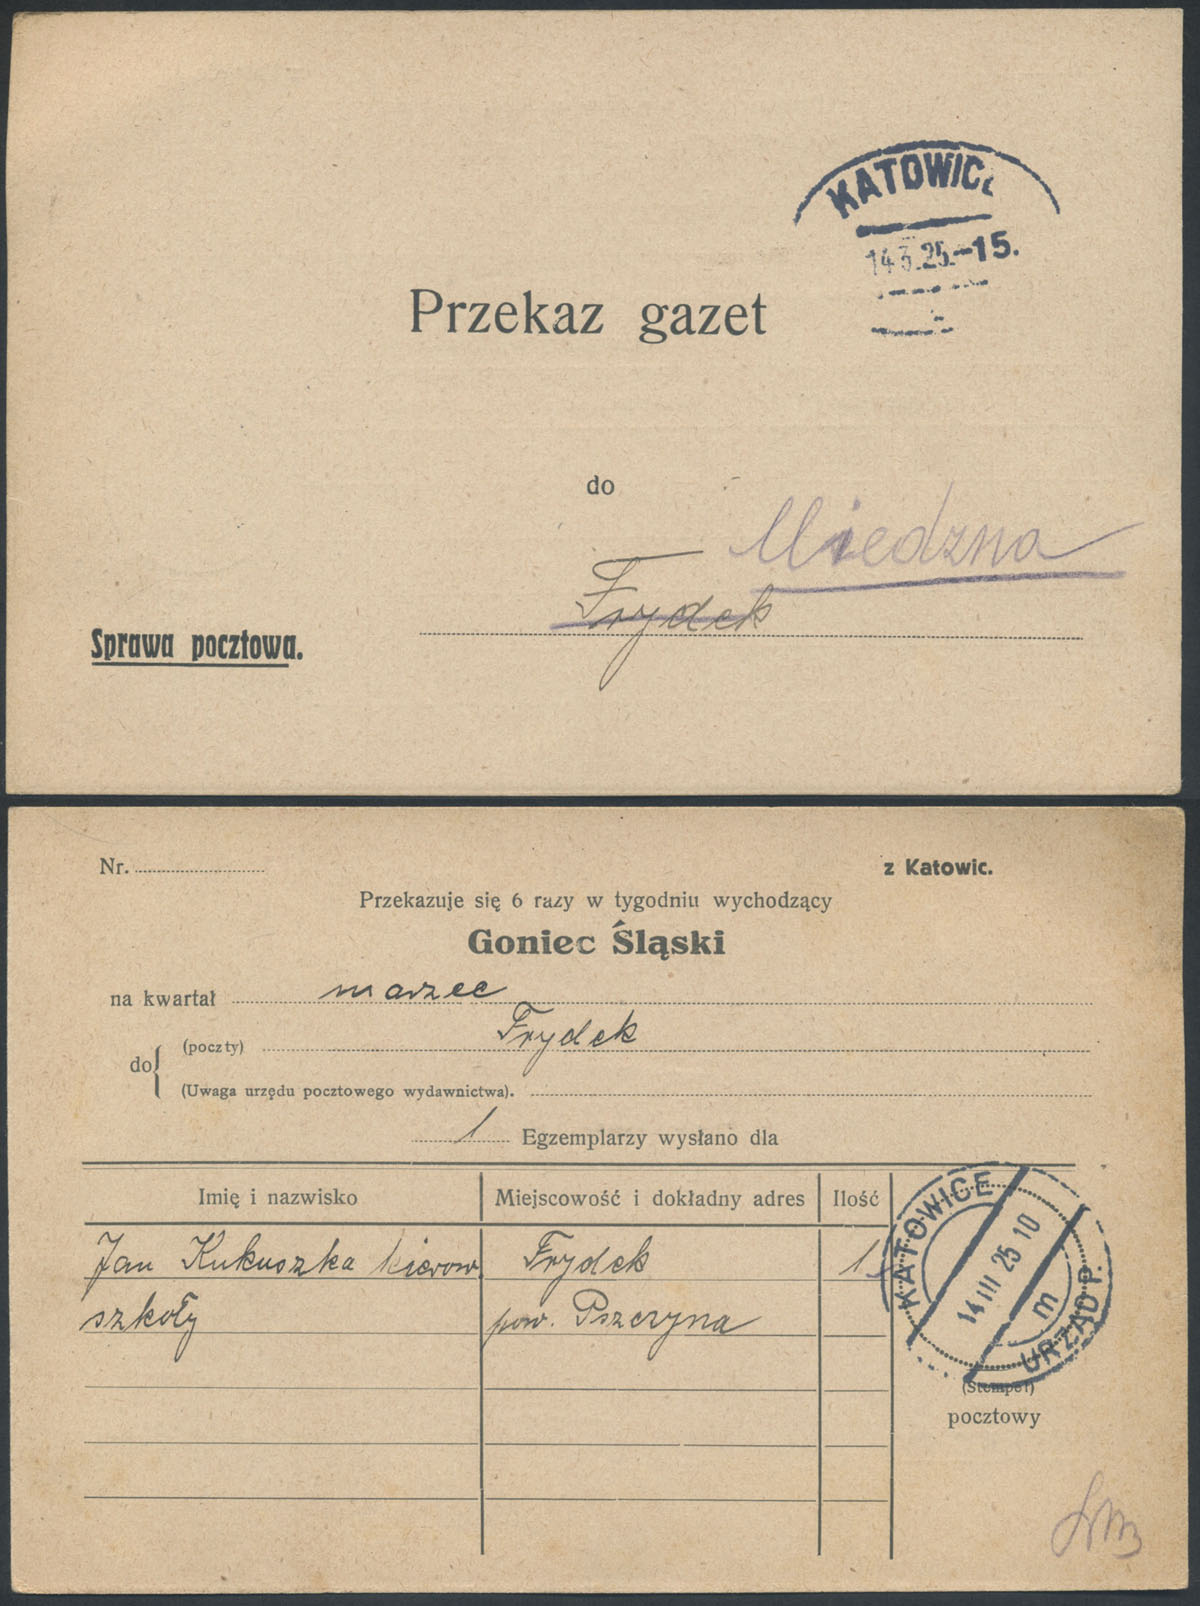 KATOWICE
14.3.25.-15.
Przekaz gazet
do
Miedzna
Frydek
Sprawa pocztowa.
Nr.
z Katowic.
Przekazuje się 6 razy w tygodniu wychodzący
Goniec Śląski
na kwartał marzec
do (poczty) Frydek
(Uwaga urzędu pocztowego wydawnictwa).
1 Egzemplarzy wysłano dla
Imię i nazwisko Miejscowość i dokładny adres Ilość
Jan Kukuszka kierow. Frydek 1
szkoły pow. Pszczyna
KATOWICE
14 III 25 10
m
URZĄD P.
(Stempel)
pocztowy